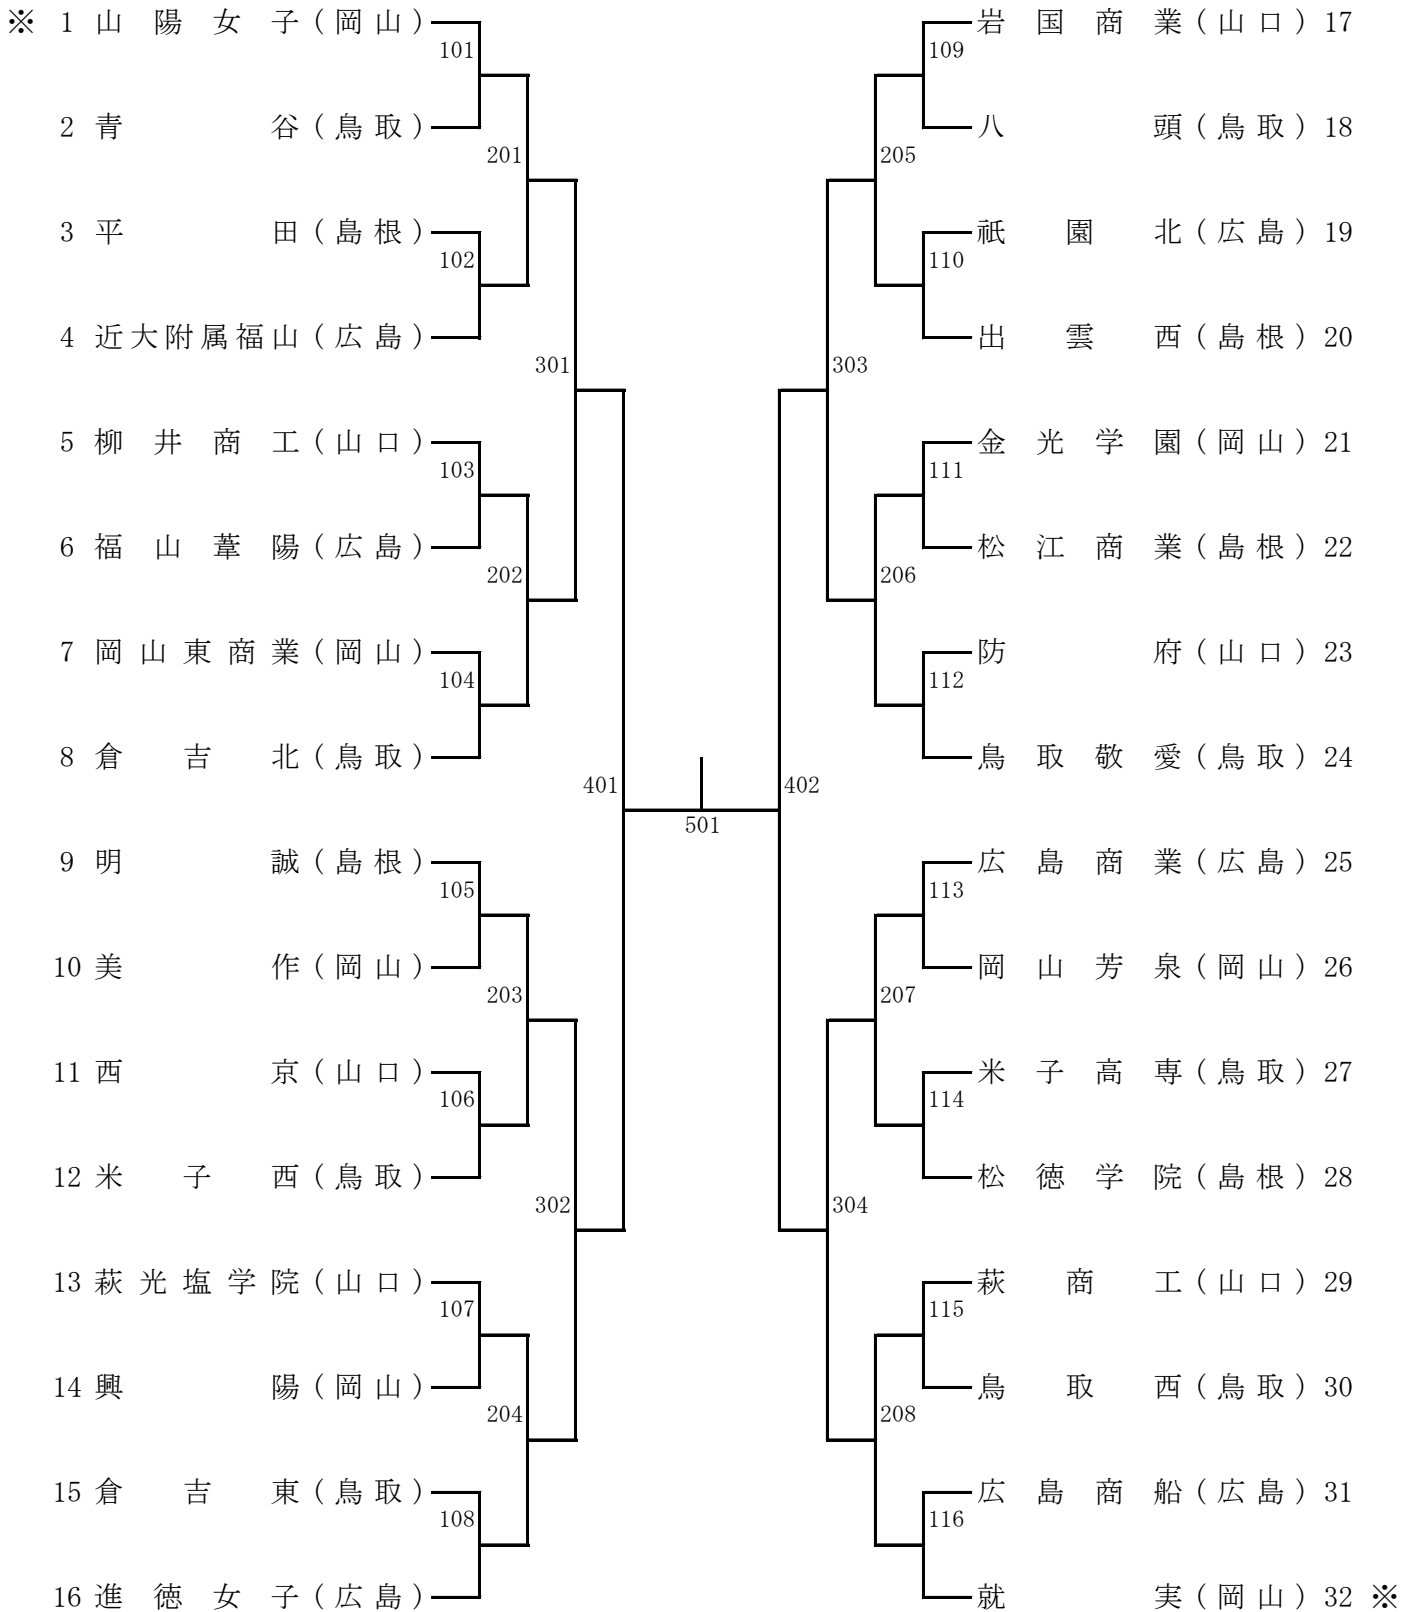 ※ 1 山陽女子(岡山)
101
2 青谷(鳥取)
201
3 平田(島根)
102
4 近大附属福山(広島)
301
5 柳井商工(山口)
103
6 福山葦陽(広島)
202
7 岡山東商業(岡山)
104
8 倉吉北(鳥取)
401
9 明誠(島根)
105
10 美作(岡山)
203
11 西京(山口)
106
12 米子西(鳥取)
302
13 萩光塩学院(山口)
107
14 興陽(岡山)
204
15 倉吉東(鳥取)
108
16 進徳女子(広島)
501
岩国商業(山口) 17
109
八頭(鳥取) 18
205
祇園北(広島) 19
110
出雲西(島根) 20
303
金光学園(岡山) 21
111
松江商業(島根) 22
206
防府(山口) 23
112
鳥取敬愛(鳥取) 24
402
広島商業(広島) 25
113
岡山芳泉(岡山) 26
207
米子高専(鳥取) 27
114
松徳学院(島根) 28
304
萩商工(山口) 29
115
鳥取西(鳥取) 30
208
広島商船(広島) 31
116
就実(岡山) 32 ※